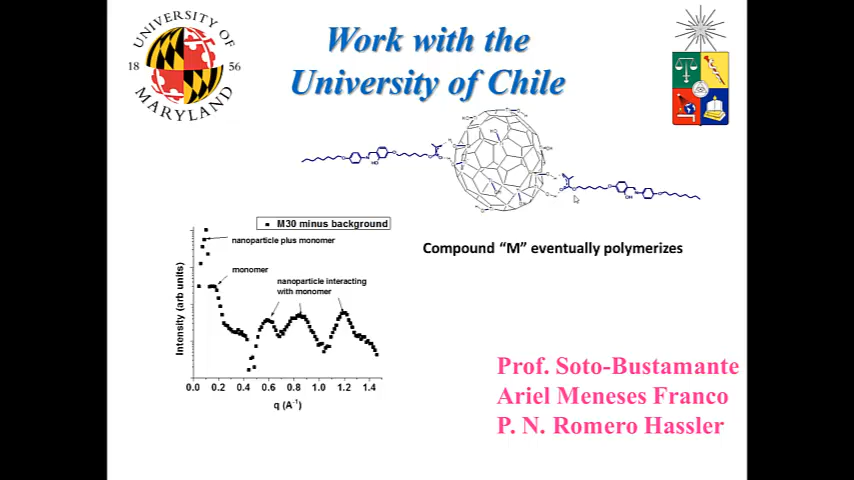 UNIVERSITY OF
18 56
MARYLAND
Work with the
University of Chile
Compound “M” eventually polymerizes
M30 minus background
nanoparticle plus monomer
monomer
nanoparticle interacting
with monomer
Intensity (arb units)
0.0 0.2 0.4 0.6 0.8 1.0 1.2 1.4
q (A⁻¹)
Prof. Soto-Bustamante
Ariel Meneses Franco
P. N. Romero Hassler